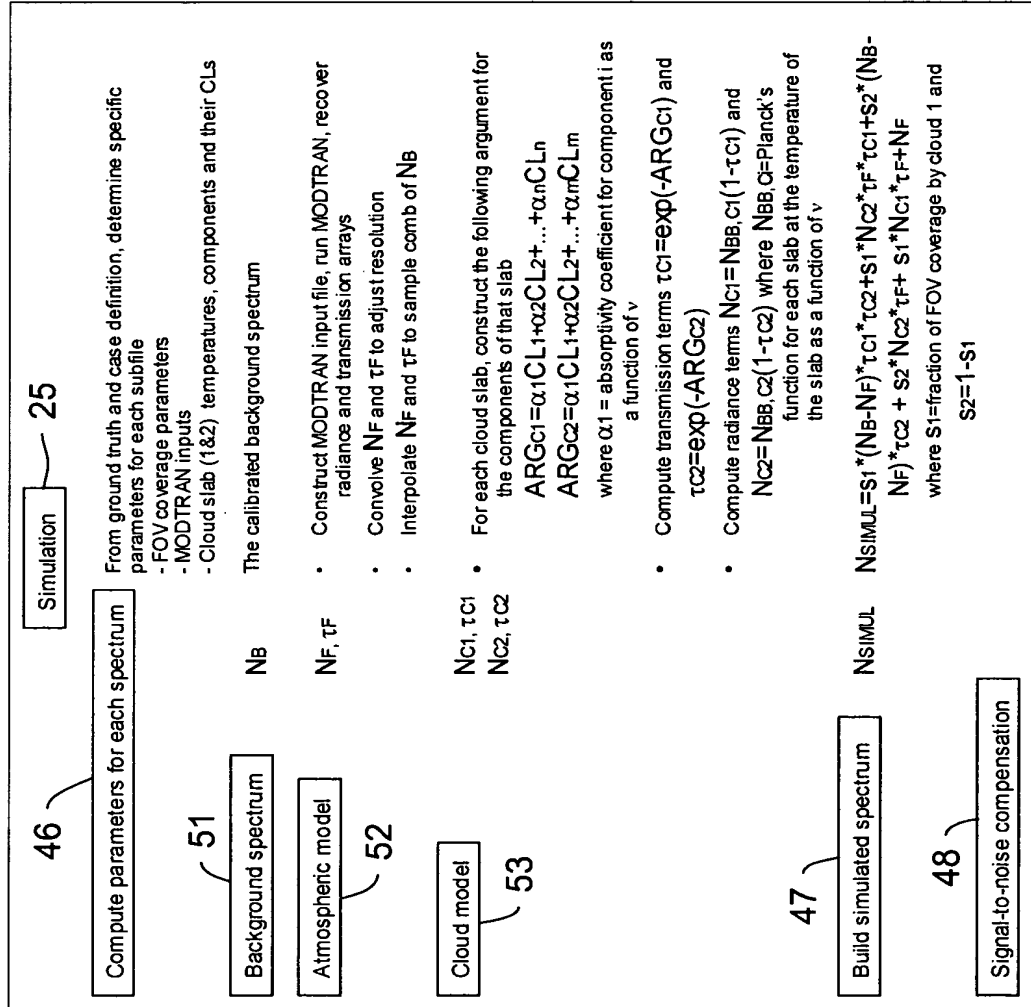 Simulation
25
46
Compute parameters for each spectrum
From ground truth and case definition, determine specific
parameters for each subfile
- FOV coverage parameters
- MODTRAN inputs
- Cloud slab (1&2) temperatures, components and their CLs
51
Background spectrum
NB
The calibrated background spectrum
Atmospheric model
52
NF, τF
• Construct MODTRAN input file, run MODTRAN, recover
radiance and transmission arrays
• Convolve NF and τF to adjust resolution
• Interpolate NF and τF to sample comb of NB
Cloud model
53
NC1, τC1
NC2, τC2
• For each cloud slab, construct the following argument for
the components of that slab
ARGC1=α1CL1+α2CL2+...+αnCLn
ARGC2=α1CL1+α2CL2+...+αmCLm
where α1 = absorptivity coefficient for component i as
a function of ν
• Compute transmission terms τC1=exp(-ARGC1) and
τC2=exp(-ARGC2)
• Compute radiance terms NC1=NBB,C1(1-τC1) and
NC2=NBB,C2(1-τC2) where NBB,Ci=Planck's
function for each slab at the temperature of
the slab as a function of ν
47
Build simulated spectrum
NSIMUL
NSIMUL=S1*(NB-NF)*τC1*τC2+S1*NC2*τF*τC1+S2*(NB-
NF)*τC2 + S2*NC2*τF+ S1*NC1*τF+NF
where S1=fraction of FOV coverage by cloud 1 and
S2=1-S1
48
Signal-to-noise compensation